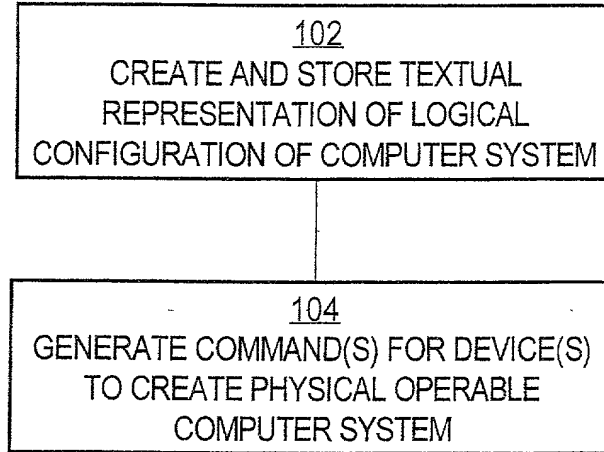 102
CREATE AND STORE TEXTUAL
REPRESENTATION OF LOGICAL
CONFIGURATION OF COMPUTER SYSTEM
104
GENERATE COMMAND(S) FOR DEVICE(S)
TO CREATE PHYSICAL OPERABLE
COMPUTER SYSTEM